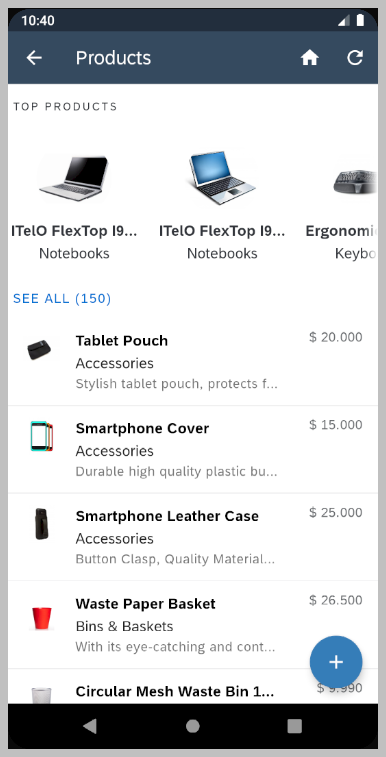 10:40
Products
TOP PRODUCTS
ITelO FlexTop I9... ITelO FlexTop I9... Ergonomi
Notebooks Notebooks Keybo
SEE ALL (150)
Tablet Pouch $ 20.000
Accessories
Stylish tablet pouch, protects f...
Smartphone Cover $ 15.000
Accessories
Durable high quality plastic bu...
Smartphone Leather Case $ 25.000
Accessories
Button Clasp, Quality Material...
Waste Paper Basket $ 26.500
Bins & Baskets
With its eye-catching and cont...
Circular Mesh Waste Bin 1... $ 9.990